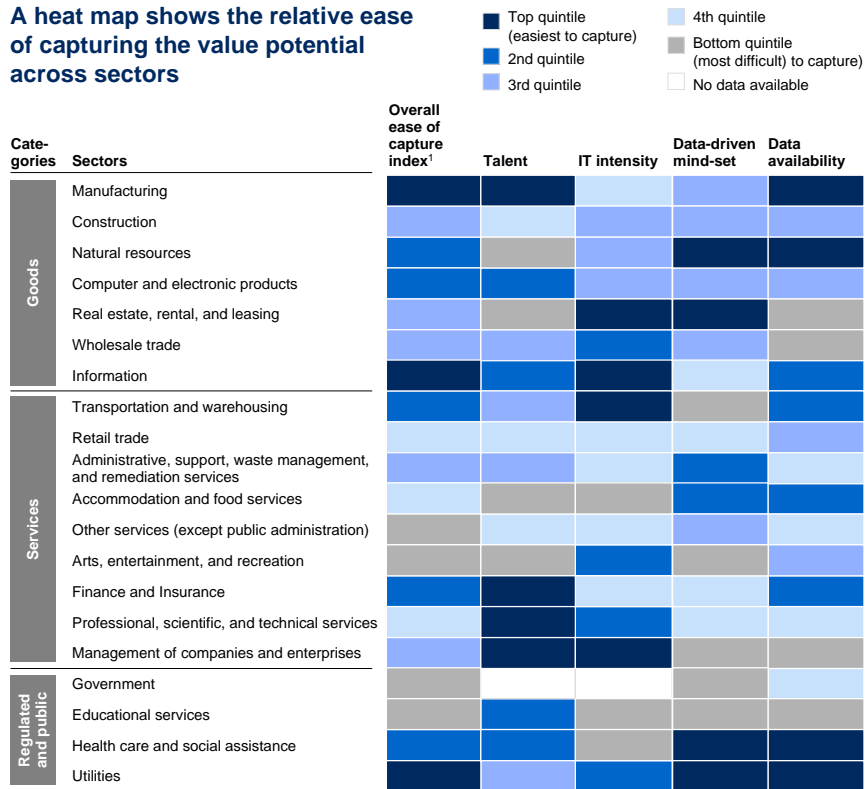 A heat map shows the relative ease
of capturing the value potential
across sectors
Top quintile
(easiest to capture)
2nd quintile
3rd quintile
4th quintile
Bottom quintile
(most difficult) to capture)
No data available
Cate-
gories
Sectors
Overall
ease of
capture
index1
Talent
IT intensity
Data-driven
mind-set
Data
availability
Goods
Manufacturing
Construction
Natural resources
Computer and electronic products
Real estate, rental, and leasing
Wholesale trade
Information
Services
Transportation and warehousing
Retail trade
Administrative, support, waste management,
and remediation services
Accommodation and food services
Other services (except public administration)
Arts, entertainment, and recreation
Finance and Insurance
Professional, scientific, and technical services
Management of companies and enterprises
Regulated
and public
Government
Educational services
Health care and social assistance
Utilities